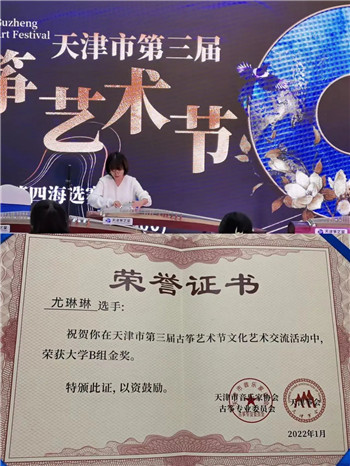 Guzheng
Art Festival
天津市第三届
筝艺术节
第四海选赛
荣誉证书
尤琳琳 选手:
祝贺你在天津市第三届古筝艺术节文化艺术交流活动中,
荣获大学B组金奖。
特颁此证,以资鼓励。
天津市音乐家协会
古筝专业委员会
2022年1月